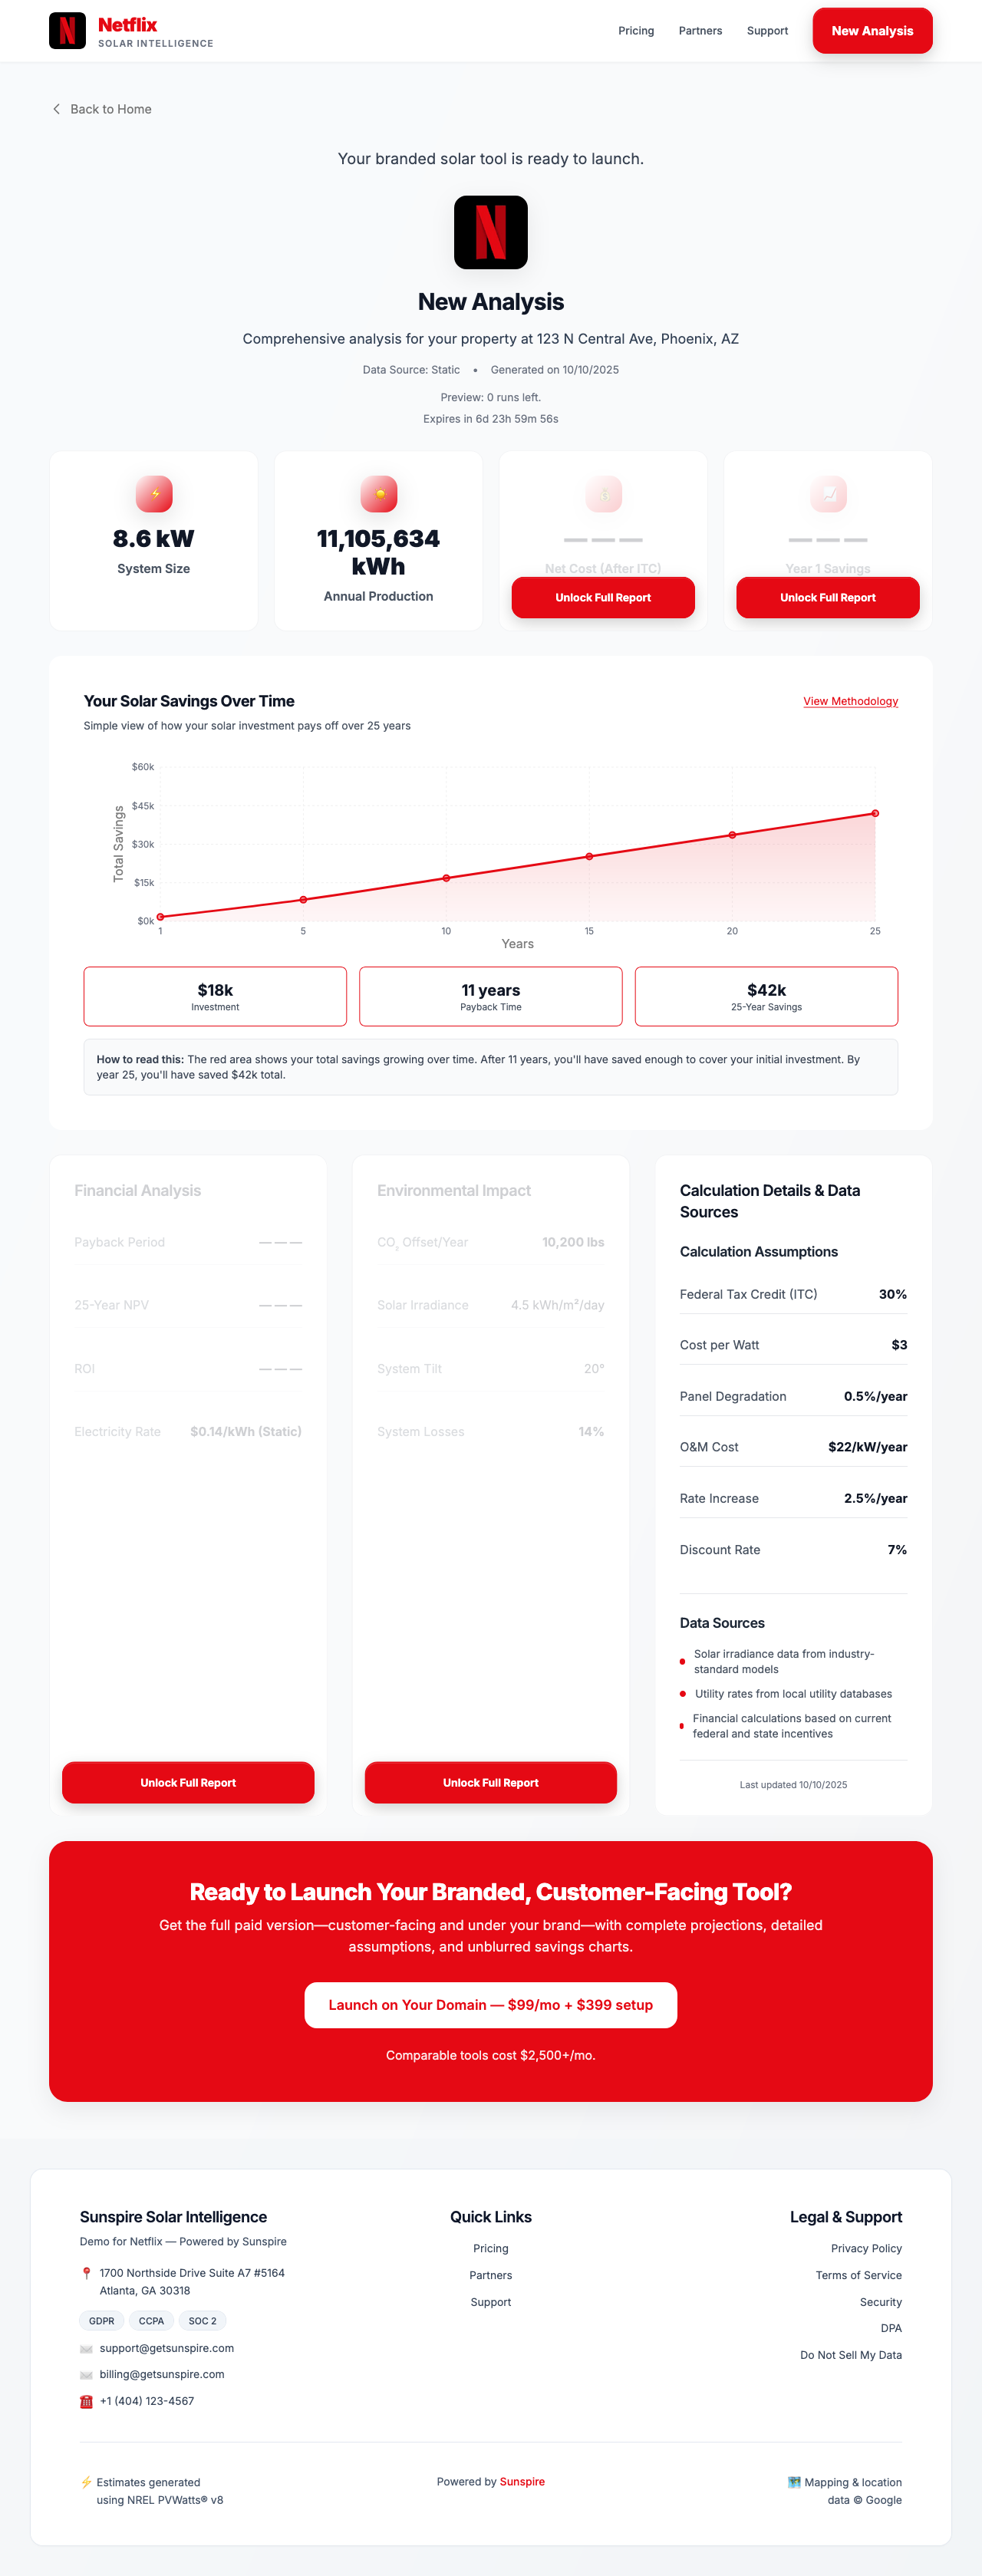 Netflix
SOLAR INTELLIGENCE
Pricing
Partners
Support
New Analysis
Back to Home
Your branded solar tool is ready to launch.
New Analysis
Comprehensive analysis for your property at 123 N Central Ave, Phoenix, AZ
Data Source: Static • Generated on 10/10/2025
Preview: 0 runs left.
Expires in 6d 23h 59m 56s
8.6 kW
System Size
11,105,634
kWh
Annual Production
— — —
Net Cost (After ITC)
Unlock Full Report
— — —
Year 1 Savings
Unlock Full Report
Your Solar Savings Over Time
View Methodology
Simple view of how your solar investment pays off over 25 years
$60k
$45k
$30k
$15k
$0k
Total Savings
1
5
10
15
20
25
Years
$18k
Investment
11 years
Payback Time
$42k
25-Year Savings
How to read this: The red area shows your total savings growing over time. After 11 years, you'll have saved enough to cover your initial investment. By
year 25, you'll have saved $42k total.
Financial Analysis
Payback Period — — —
25-Year NPV — — —
ROI — — —
Electricity Rate $0.14/kWh (Static)
Unlock Full Report
Environmental Impact
CO₂ Offset/Year 10,200 lbs
Solar Irradiance 4.5 kWh/m²/day
System Tilt 20°
System Losses 14%
Unlock Full Report
Calculation Details & Data
Sources
Calculation Assumptions
Federal Tax Credit (ITC) 30%
Cost per Watt $3
Panel Degradation 0.5%/year
O&M Cost $22/kW/year
Rate Increase 2.5%/year
Discount Rate 7%
Data Sources
Solar irradiance data from industry-
standard models
Utility rates from local utility databases
Financial calculations based on current
federal and state incentives
Last updated 10/10/2025
Ready to Launch Your Branded, Customer-Facing Tool?
Get the full paid version—customer-facing and under your brand—with complete projections, detailed
assumptions, and unblurred savings charts.
Launch on Your Domain — $99/mo + $399 setup
Comparable tools cost $2,500+/mo.
Sunspire Solar Intelligence
Demo for Netflix — Powered by Sunspire
1700 Northside Drive Suite A7 #5164
Atlanta, GA 30318
GDPR
CCPA
SOC 2
support@getsunspire.com
billing@getsunspire.com
+1 (404) 123-4567
Quick Links
Pricing
Partners
Support
Legal & Support
Privacy Policy
Terms of Service
Security
DPA
Do Not Sell My Data
Estimates generated
using NREL PVWatts® v8
Powered by Sunspire
Mapping & location
data © Google